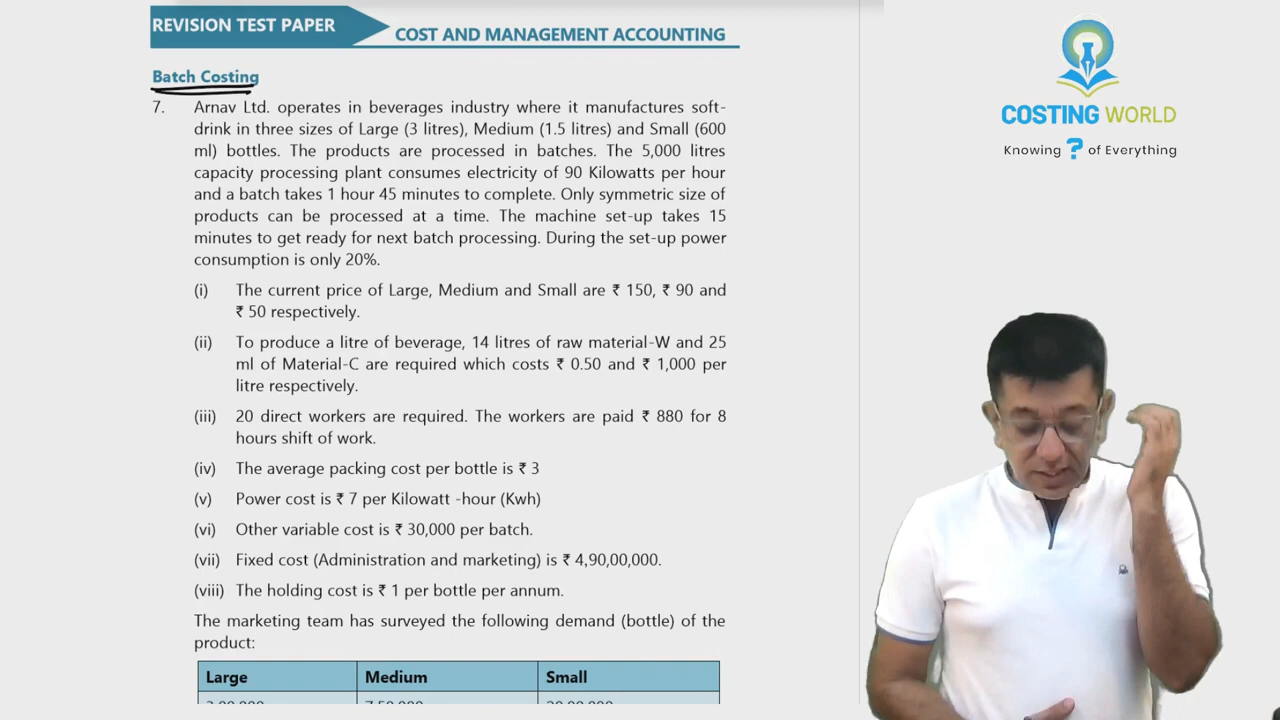 REVISION TEST PAPER
COST AND MANAGEMENT ACCOUNTING
Batch Costing
7. Arnav Ltd. operates in beverages industry where it manufactures soft-
drink in three sizes of Large (3 litres), Medium (1.5 litres) and Small (600
ml) bottles. The products are processed in batches. The 5,000 litres
capacity processing plant consumes electricity of 90 Kilowatts per hour
and a batch takes 1 hour 45 minutes to complete. Only symmetric size of
products can be processed at a time. The machine set-up takes 15
minutes to get ready for next batch processing. During the set-up power
consumption is only 20%.
(i) The current price of Large, Medium and Small are ₹ 150, ₹ 90 and
₹ 50 respectively.
(ii) To produce a litre of beverage, 14 litres of raw material-W and 25
ml of Material-C are required which costs ₹ 0.50 and ₹ 1,000 per
litre respectively.
(iii) 20 direct workers are required. The workers are paid ₹ 880 for 8
hours shift of work.
(iv) The average packing cost per bottle is ₹ 3
(v) Power cost is ₹ 7 per Kilowatt -hour (Kwh)
(vi) Other variable cost is ₹ 30,000 per batch.
(vii) Fixed cost (Administration and marketing) is ₹ 4,90,00,000.
(viii) The holding cost is ₹ 1 per bottle per annum.
The marketing team has surveyed the following demand (bottle) of the
product:
Large Medium Small
COSTING WORLD
Knowing ? of Everything